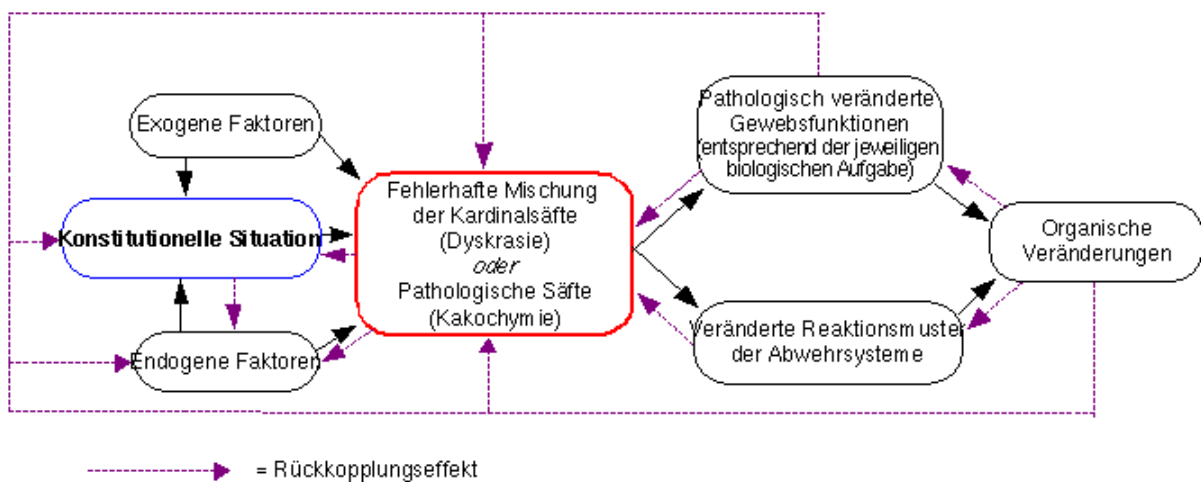 Exogene Faktoren
Konstitutionelle Situation
Endogene Faktoren
Fehlerhafte Mischung
der Kardinalsäfte
(Dyskrasie)
oder
Pathologische Säfte
(Kakochymie)
Pathologisch veränderte
Gewebsfunktionen
(entsprechend der jeweiligen
biologischen Aufgabe)
Veränderte Reaktionsmuster
der Abwehrsysteme
Organische
Veränderungen
= Rückkopplungseffekt